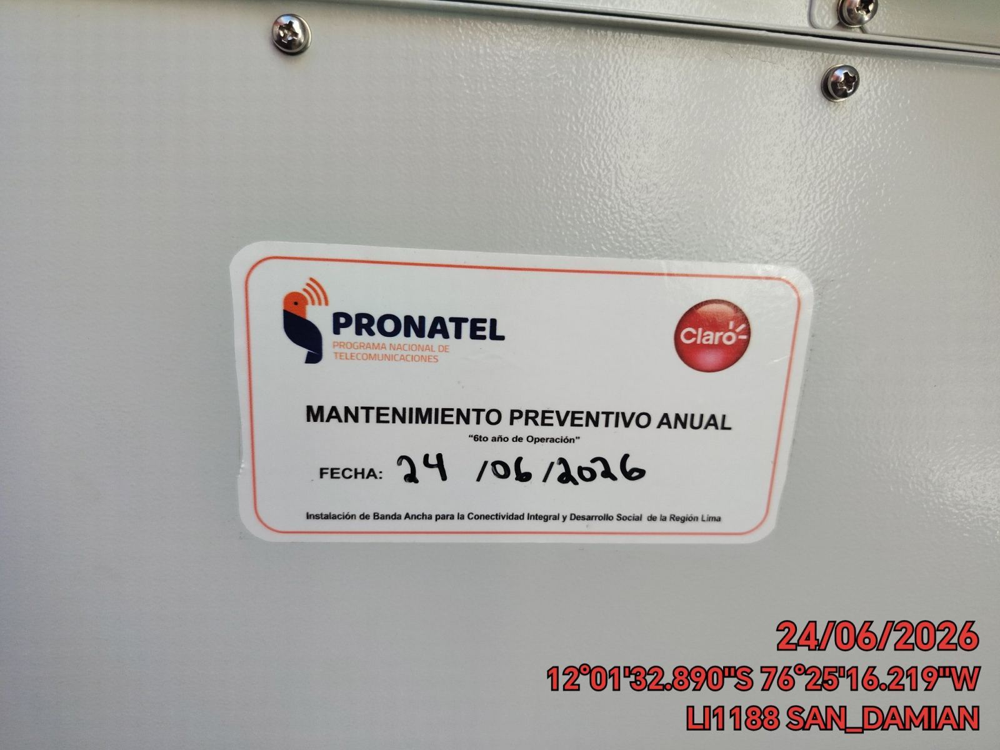 PRONATEL
PROGRAMA NACIONAL DE
TELECOMUNICACIONES
Claro
MANTENIMIENTO PREVENTIVO ANUAL
"6to año de Operación"
FECHA: 24 /06/2026
Instalación de Banda Ancha para la Conectividad Integral y Desarrollo Social de la Región Lima
24/06/2026
12°01'32.890"S 76°25'16.219"W
LI1188 SAN_DAMIAN